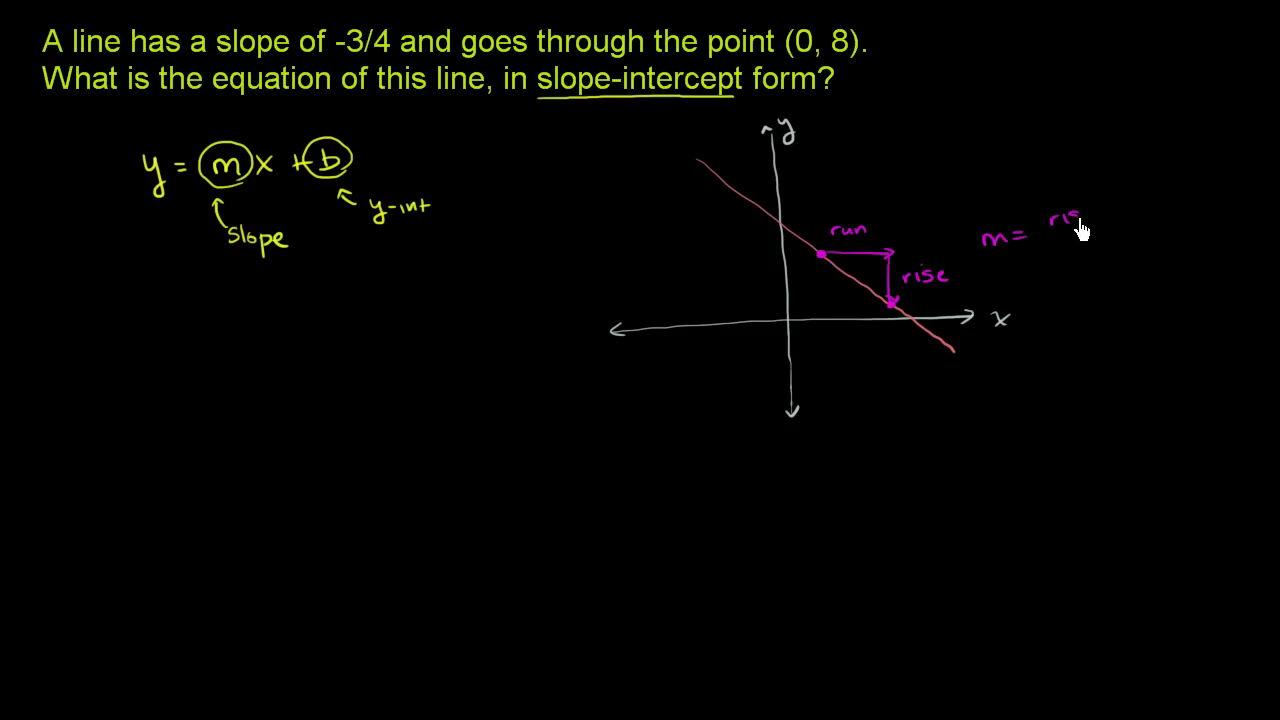 A line has a slope of -3/4 and goes through the point (0, 8).
What is the equation of this line, in slope-intercept form?
y = mx + b
slope
y-int
y
x
run
rise
m = ris